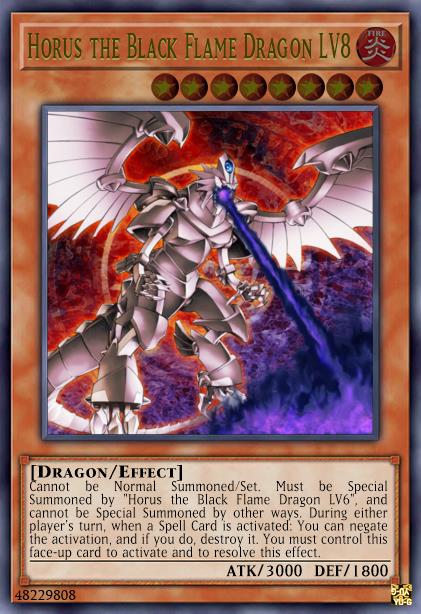 HORUS THE BLACK FLAME DRAGON LV8
FIRE
炎
[DRAGON/EFFECT]
Cannot be Normal Summoned/Set. Must be Special
Summoned by "Horus the Black Flame Dragon LV6", and
cannot be Special Summoned by other ways. During either
player's turn, when a Spell Card is activated: You can negate
the activation, and if you do, destroy it. You must control this
face-up card to activate and to resolve this effect.
ATK/3000 DEF/1800
48229808